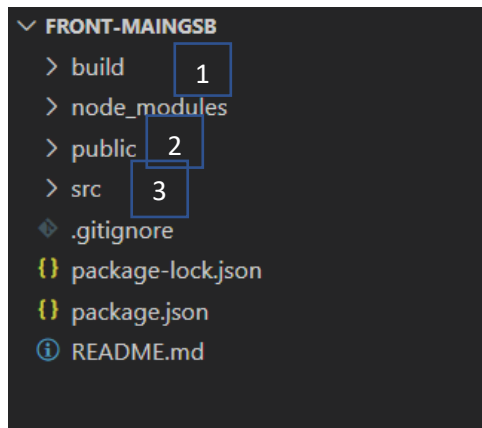 FRONT-MAINGSB
build 1
node_modules
public 2
src 3
.gitignore
{} package-lock.json
{} package.json
README.md